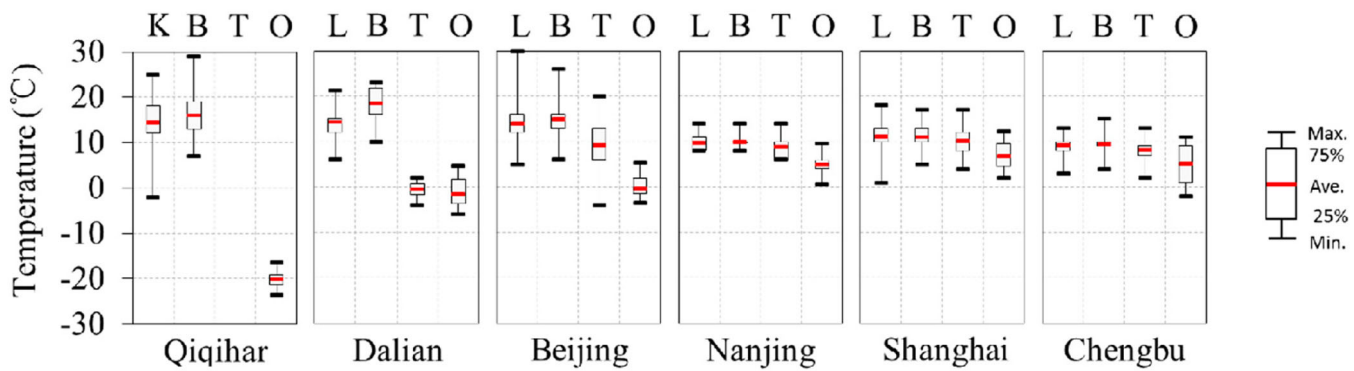 K B T O L B T O L B T O L B T O L B T O L B T O
Temperature (℃)
30
20
10
0
-10
-20
-30
Qiqihar Dalian Beijing Nanjing Shanghai Chengbu
Max.
75%
Ave.
25%
Min.